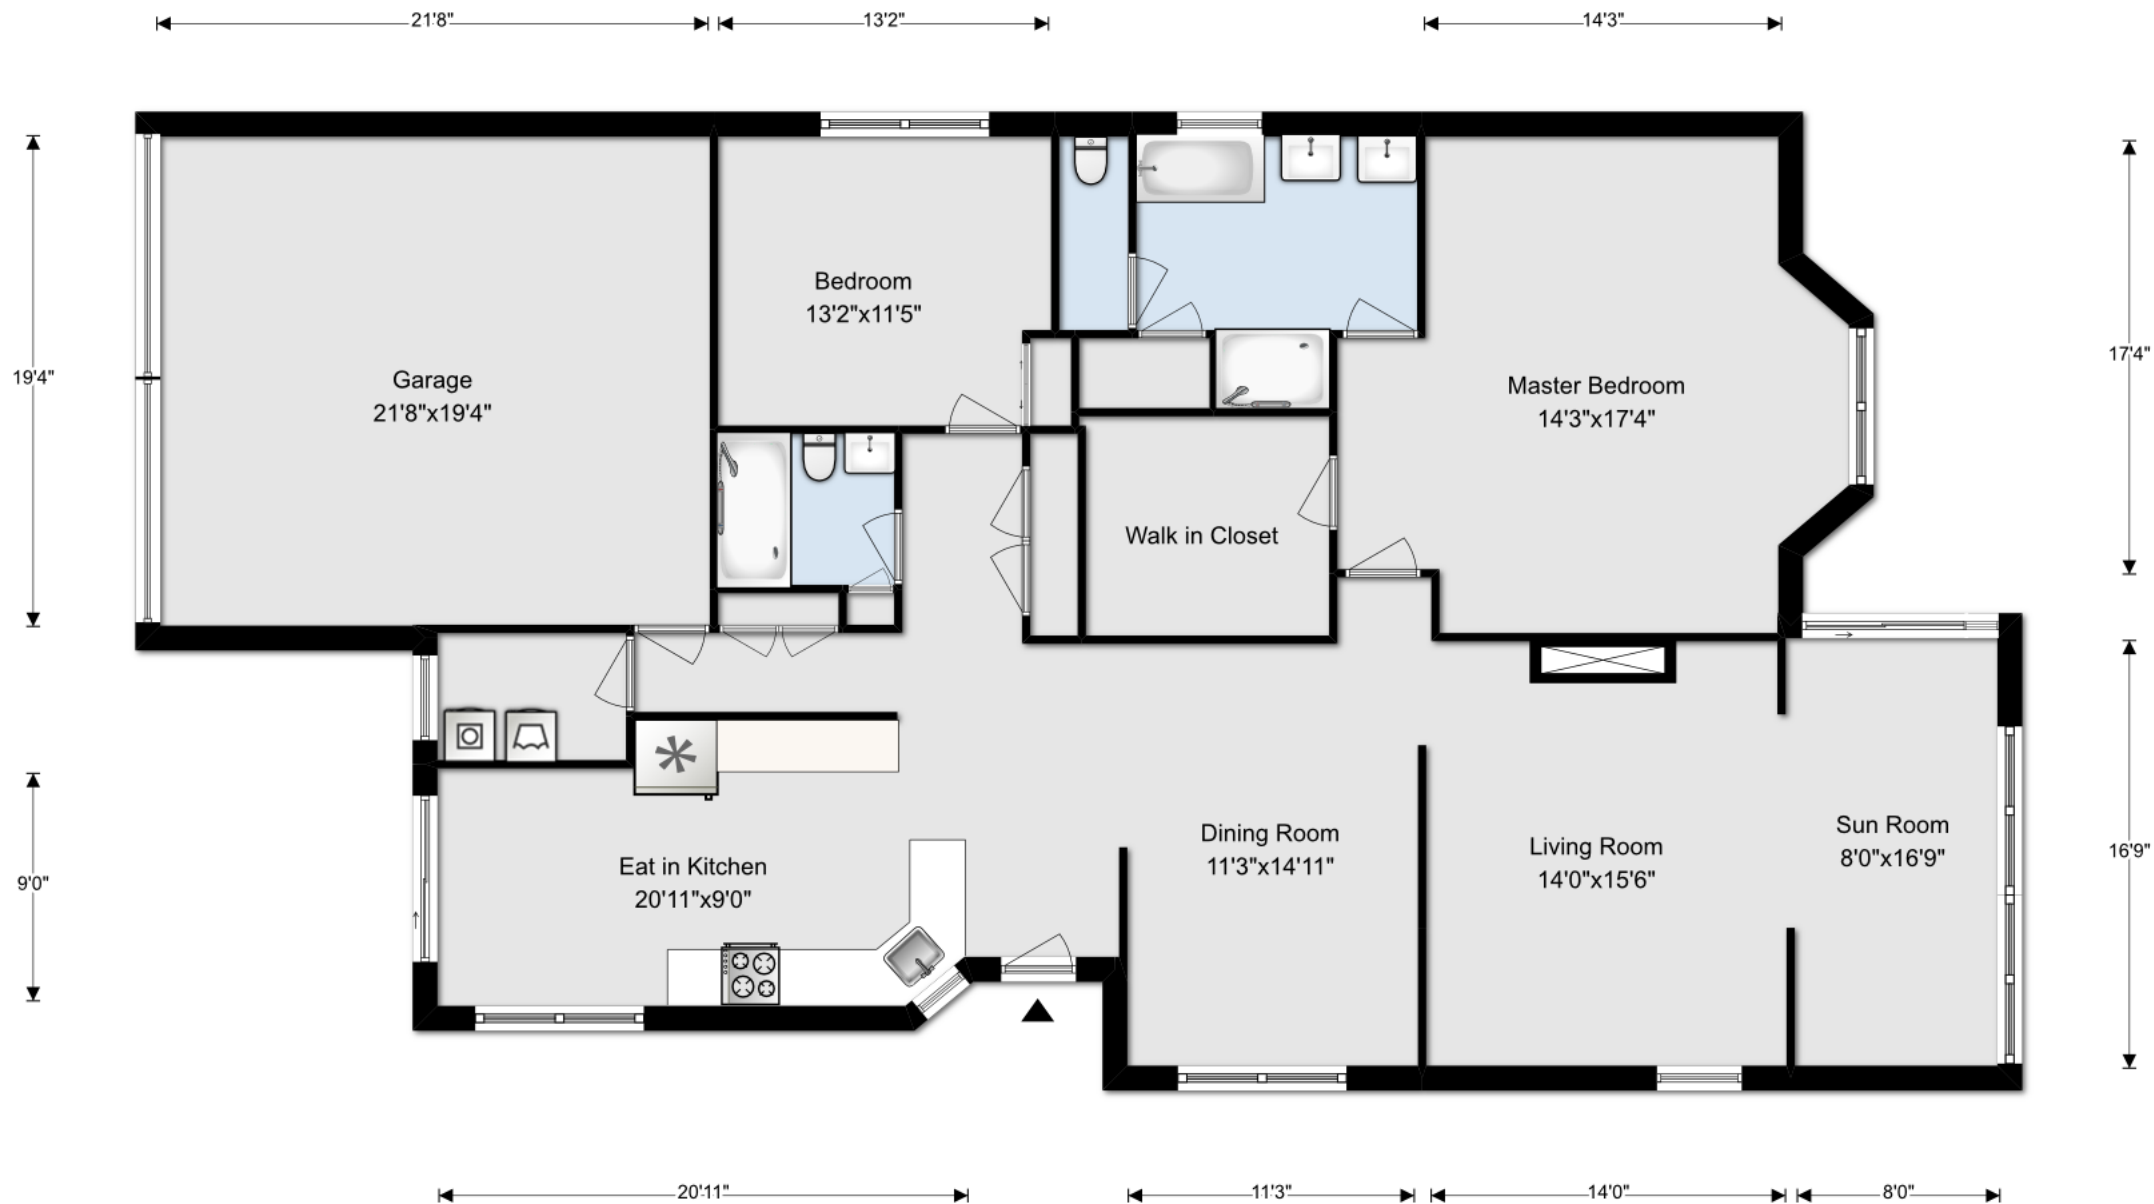 21'8"
13'2"
14'3"
19'4"
17'4"
Bedroom
13'2"x11'5"
Garage
21'8"x19'4"
Master Bedroom
14'3"x17'4"
Walk in Closet
Eat in Kitchen
20'11"x9'0"
Dining Room
11'3"x14'11"
Living Room
14'0"x15'6"
Sun Room
8'0"x16'9"
9'0"
16'9"
20'11"
11'3"
14'0"
8'0"